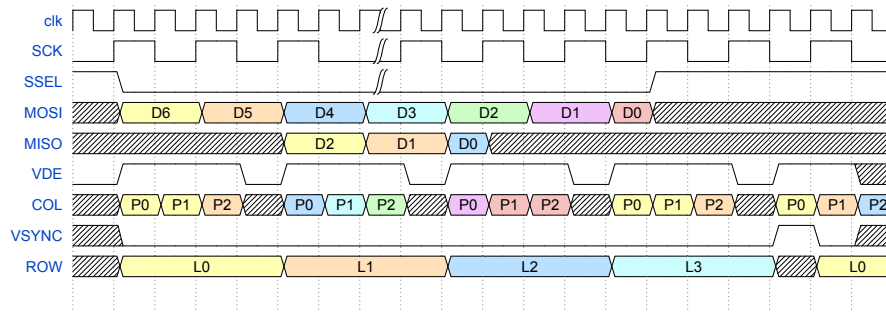 clk
SCK
SSEL
MOSI D6 D5 D4 D3 D2 D1 D0
MISO D2 D1 D0
VDE
COL P0 P1 P2 P0 P1 P2 P0 P1 P2 P0 P1 P2 P0 P1 P2
VSYNC
ROW L0 L1 L2 L3 L0